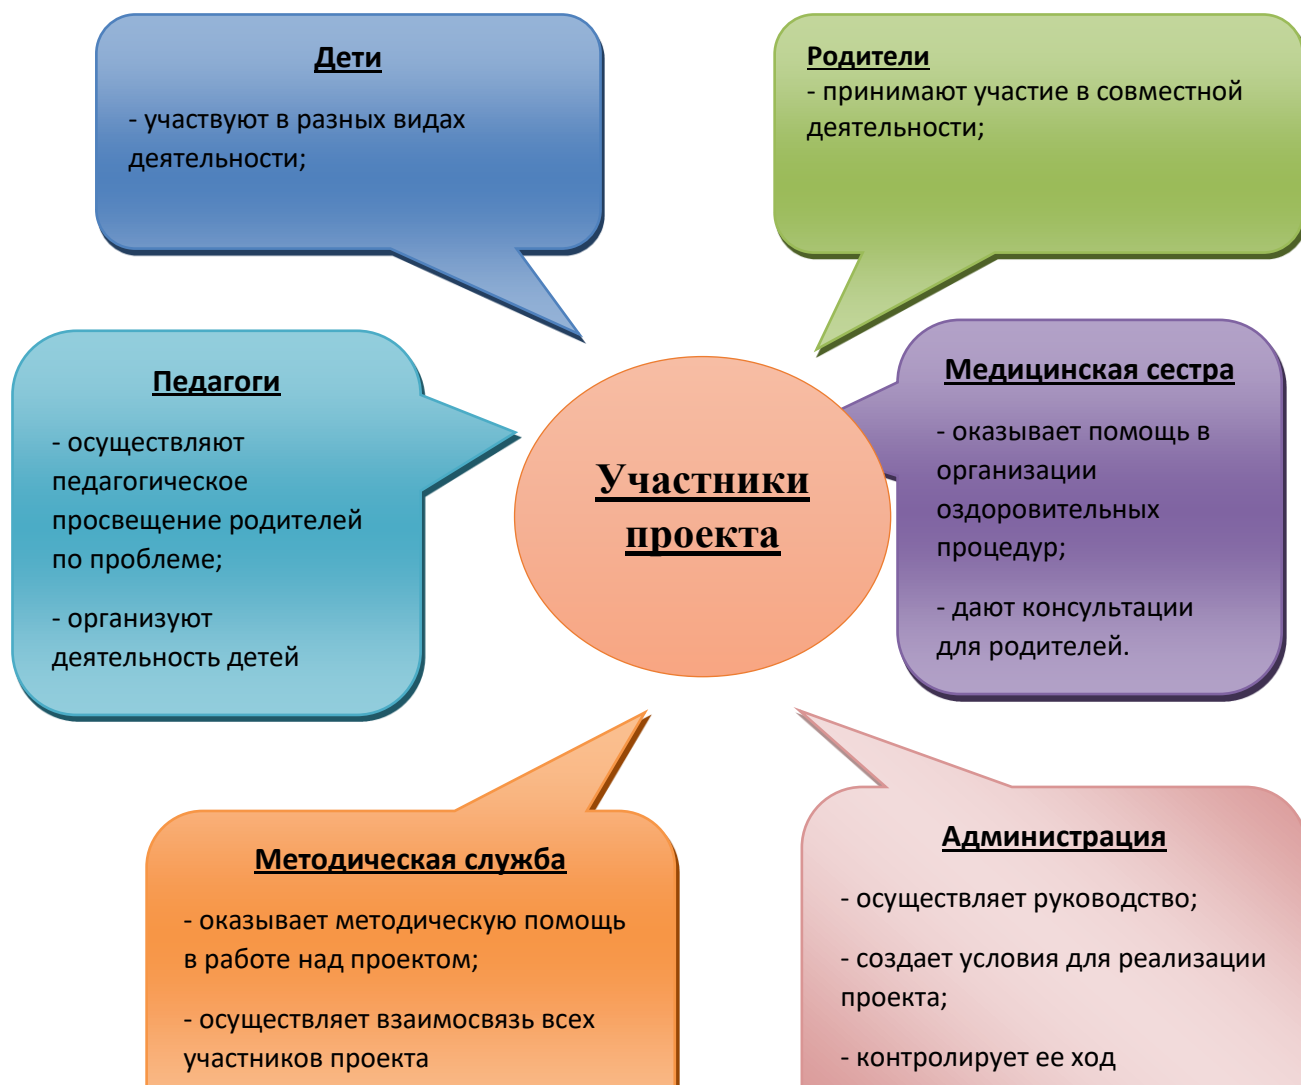 Дети
- участвуют в разных видах
деятельности;
Родители
- принимают участие в совместной
деятельности;
Педагоги
- осуществляют
педагогическое
просвещение родителей
по проблеме;
- организуют
деятельность детей
Участники
проекта
Медицинская сестра
- оказывает помощь в
организации
оздоровительных
процедур;
- дают консультации
для родителей.
Методическая служба
- оказывает методическую помощь
в работе над проектом;
- осуществляет взаимосвязь всех
участников проекта
Администрация
- осуществляет руководство;
- создает условия для реализации
проекта;
- контролирует ее ход